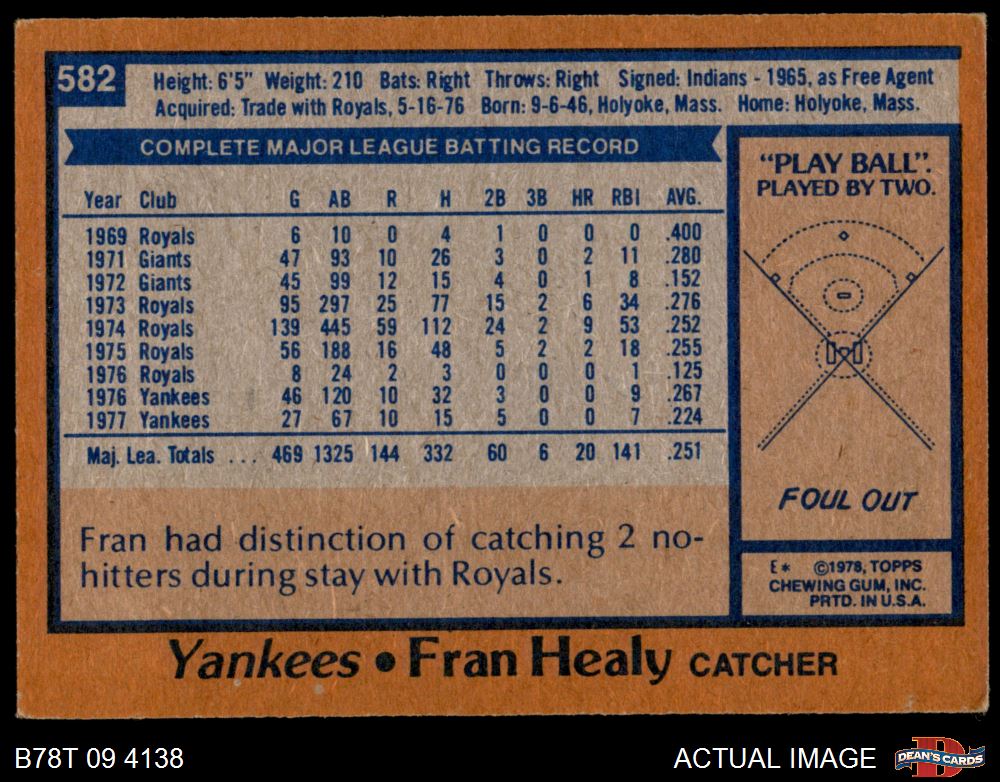 582
Height: 6'5" Weight: 210 Bats: Right Throws: Right Signed: Indians - 1965, as Free Agent
Acquired: Trade with Royals, 5-16-76 Born: 9-6-46, Holyoke, Mass. Home: Holyoke, Mass.
COMPLETE MAJOR LEAGUE BATTING RECORD
Year Club G AB R H 2B 3B HR RBI AVG.
1969 Royals 6 10 0 4 1 0 0 0 .400
1971 Giants 47 93 10 26 3 0 2 11 .280
1972 Giants 45 99 12 15 4 0 1 8 .152
1973 Royals 95 297 25 77 15 2 6 34 .276
1974 Royals 139 445 59 112 24 2 9 53 .252
1975 Royals 56 188 16 48 5 2 2 18 .255
1976 Royals 8 24 2 3 0 0 0 1 .125
1976 Yankees 46 120 10 32 3 0 0 9 .267
1977 Yankees 27 67 10 15 5 0 0 7 .224
Maj. Lea. Totals ... 469 1325 144 332 60 6 20 141 .251
Fran had distinction of catching 2 no-
hitters during stay with Royals.
"PLAY BALL".
PLAYED BY TWO.
FOUL OUT
E* ©1978, TOPPS
CHEWING GUM, INC.
PRTD. IN U.S.A.
Yankees • Fran Healy CATCHER
B78T 09 4138
ACTUAL IMAGE
D
DEAN'S CARDS